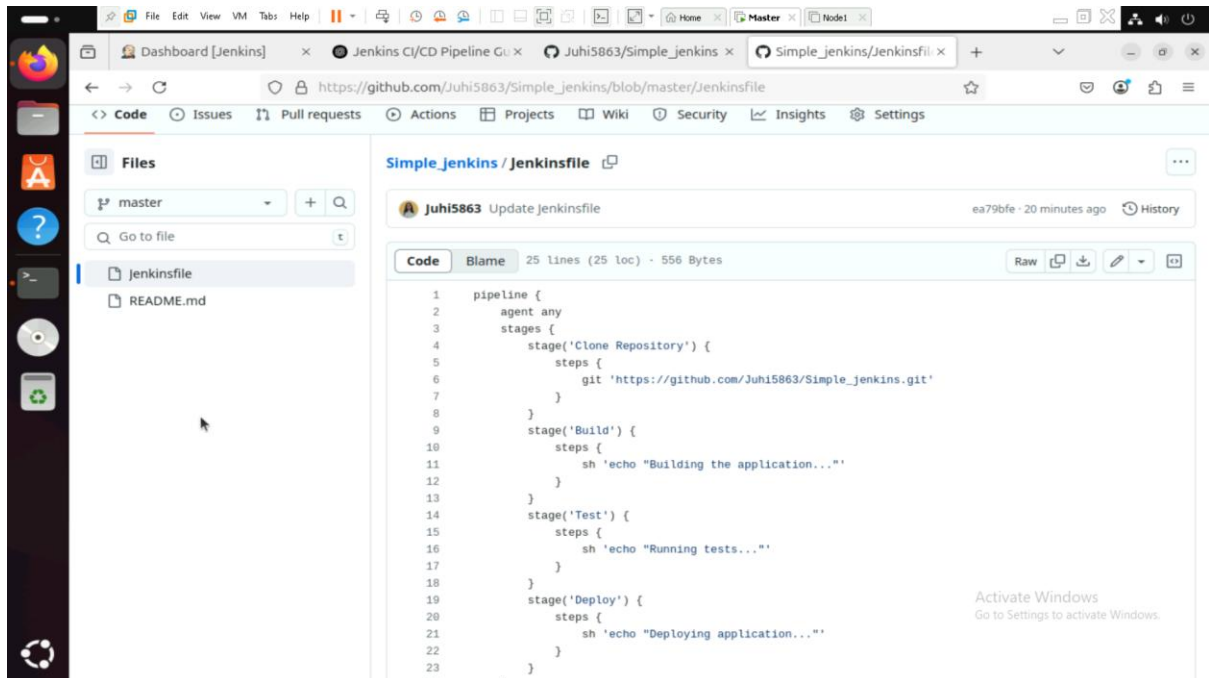 File Edit View VM Tabs Help Home Master Node1
Dashboard [Jenkins] Jenkins CI/CD Pipeline Gu Juhi5863/Simple_jenkins Simple_jenkins/Jenkinsfil
https://github.com/Juhi5863/Simple_jenkins/blob/master/Jenkinsfile
Code Issues Pull requests Actions Projects Wiki Security Insights Settings
Files
Simple_jenkins / Jenkinsfile
master
Juhi5863 Update Jenkinsfile ea79bfe · 20 minutes ago History
Go to file t
Code Blame 25 lines (25 loc) · 556 Bytes Raw
Jenkinsfile
README.md
1 pipeline {
2 agent any
3 stages {
4 stage('Clone Repository') {
5 steps {
6 git 'https://github.com/Juhi5863/Simple_jenkins.git'
7 }
8 }
9 stage('Build') {
10 steps {
11 sh 'echo "Building the application..."'
12 }
13 }
14 stage('Test') {
15 steps {
16 sh 'echo "Running tests..."'
17 }
18 }
19 stage('Deploy') {
20 steps {
21 sh 'echo "Deploying application..."'
22 }
23 }
Activate Windows
Go to Settings to activate Windows.